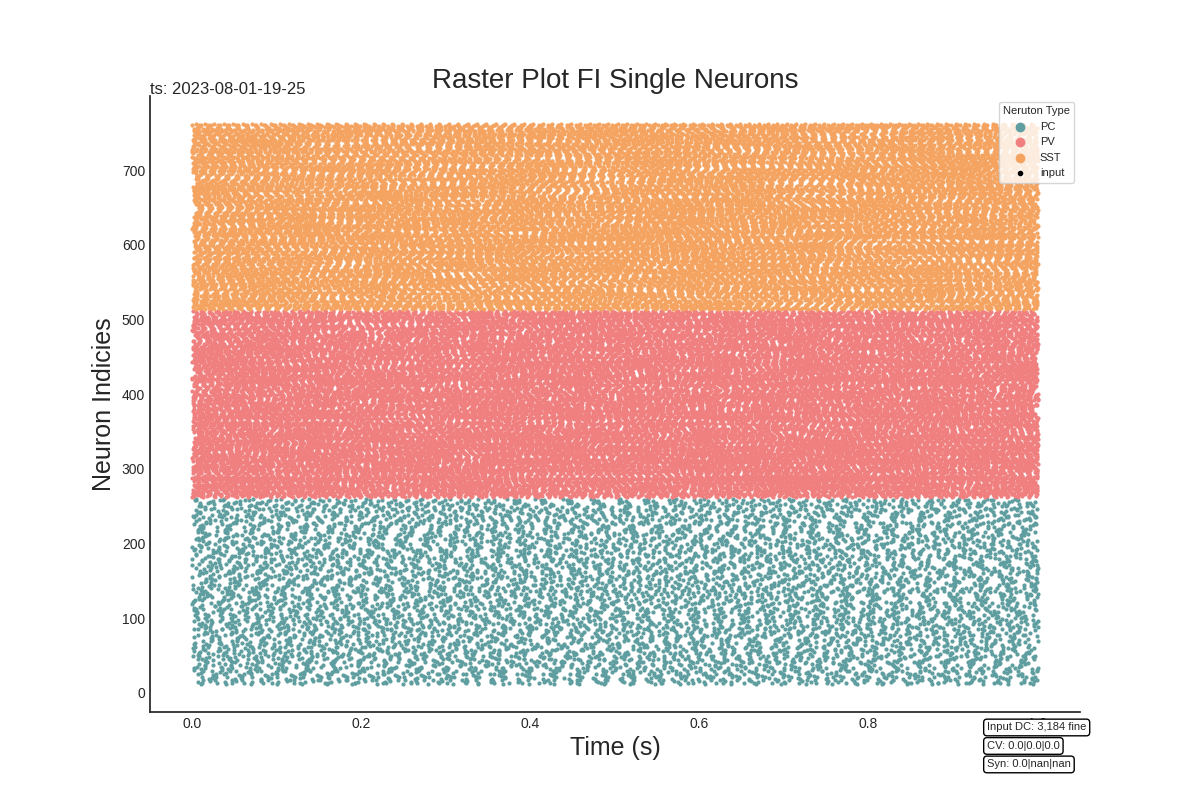 Raster Plot FI Single Neurons
ts: 2023-08-01-19-25
Neruton Type
PC
PV
SST
input
Neuron Indicies
700
600
500
400
300
200
100
0
0.0 0.2 0.4 0.6 0.8
Time (s)
Input DC: 3,184 fine
CV: 0.0|0.0|0.0
Syn: 0.0|nan|nan